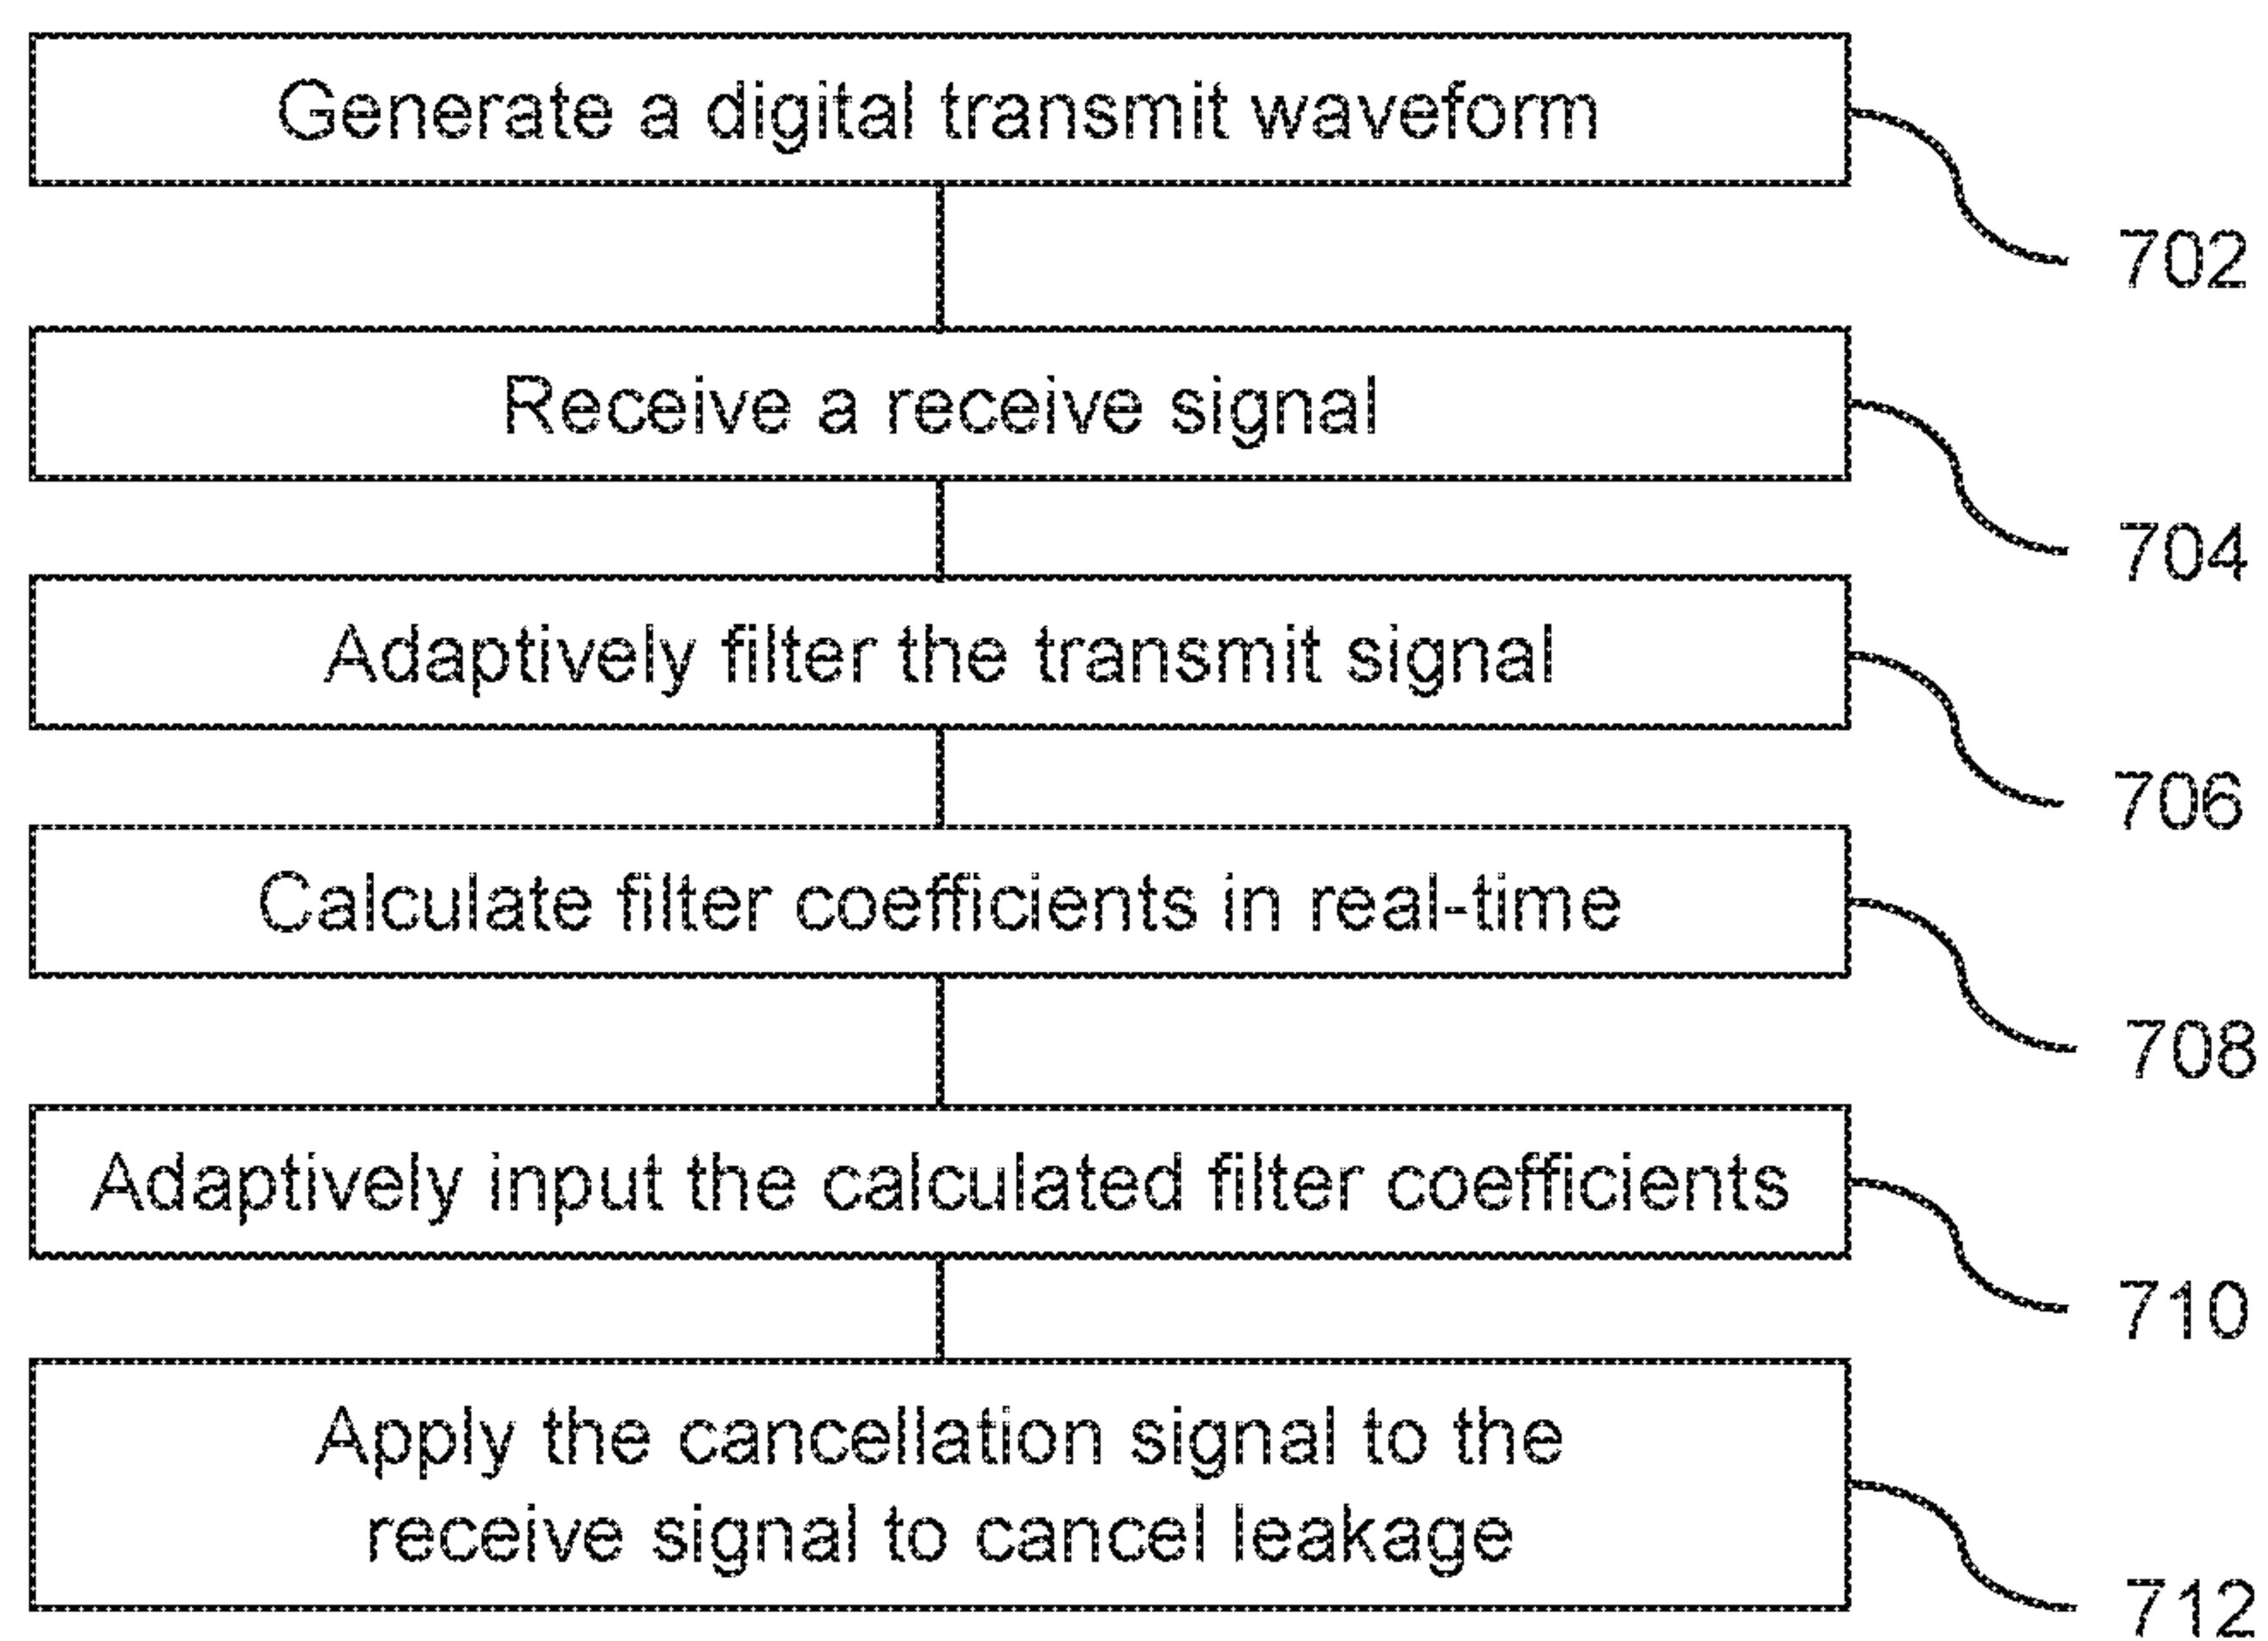 Generate a digital transmit waveform
702
Receive a receive signal
704
Adaptively filter the transmit signal
706
Calculate filter coefficients in real-time
708
Adaptively input the calculated filter coefficients
710
Apply the cancellation signal to the
receive signal to cancel leakage
712